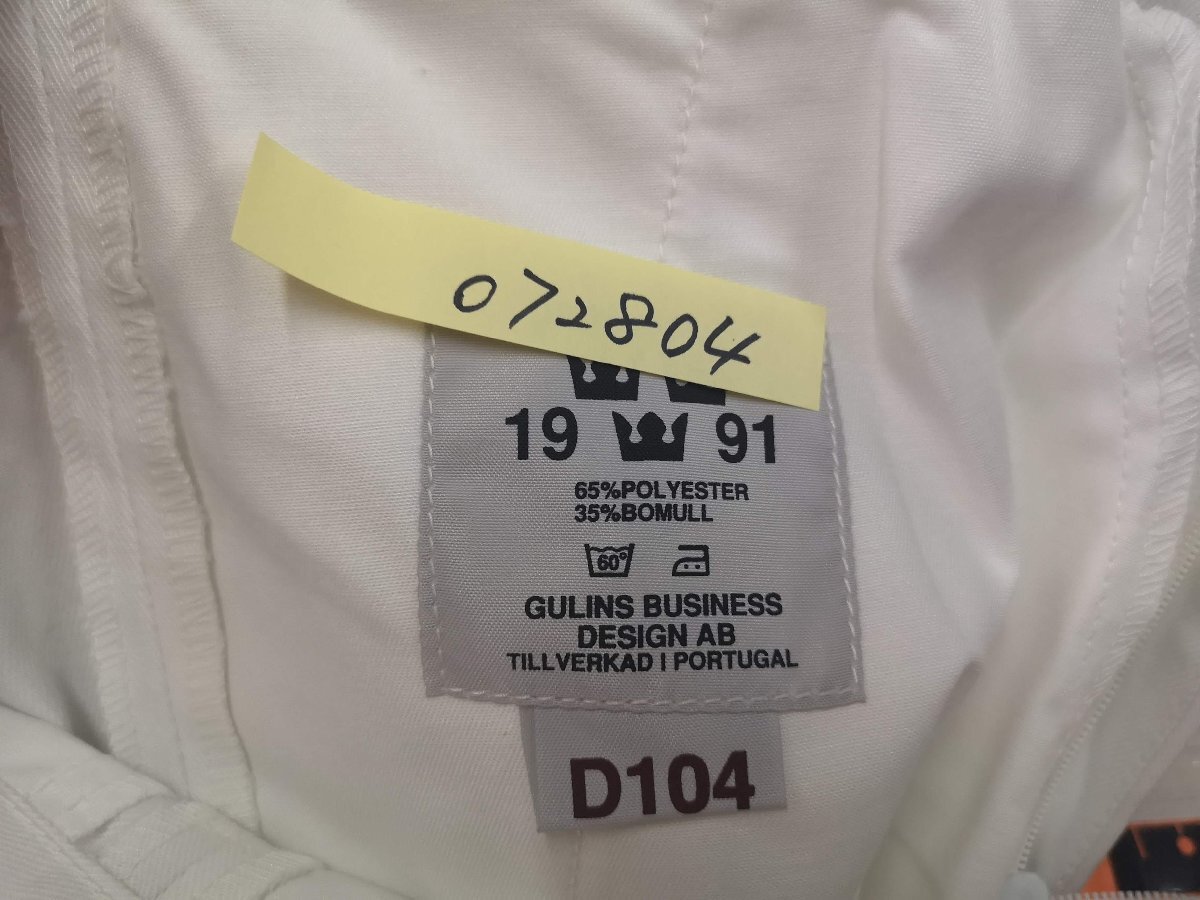 072804
19 91
65%POLYESTER
35%BOMULL
60°
GULINS BUSINESS
DESIGN AB
TILLVERKAD I PORTUGAL
D104